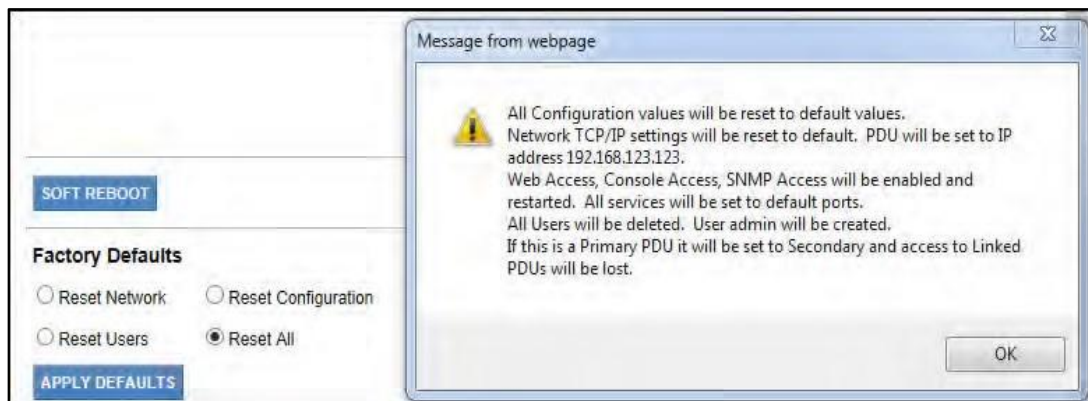 Message from webpage
All Configuration values will be reset to default values.
Network TCP/IP settings will be reset to default. PDU will be set to IP
address 192.168.123.123.
Web Access, Console Access, SNMP Access will be enabled and
restarted. All services will be set to default ports.
All Users will be deleted. User admin will be created.
If this is a Primary PDU it will be set to Secondary and access to Linked
PDUs will be lost.
OK
SOFT REBOOT
Factory Defaults
Reset Network Reset Configuration
Reset Users Reset All
APPLY DEFAULTS